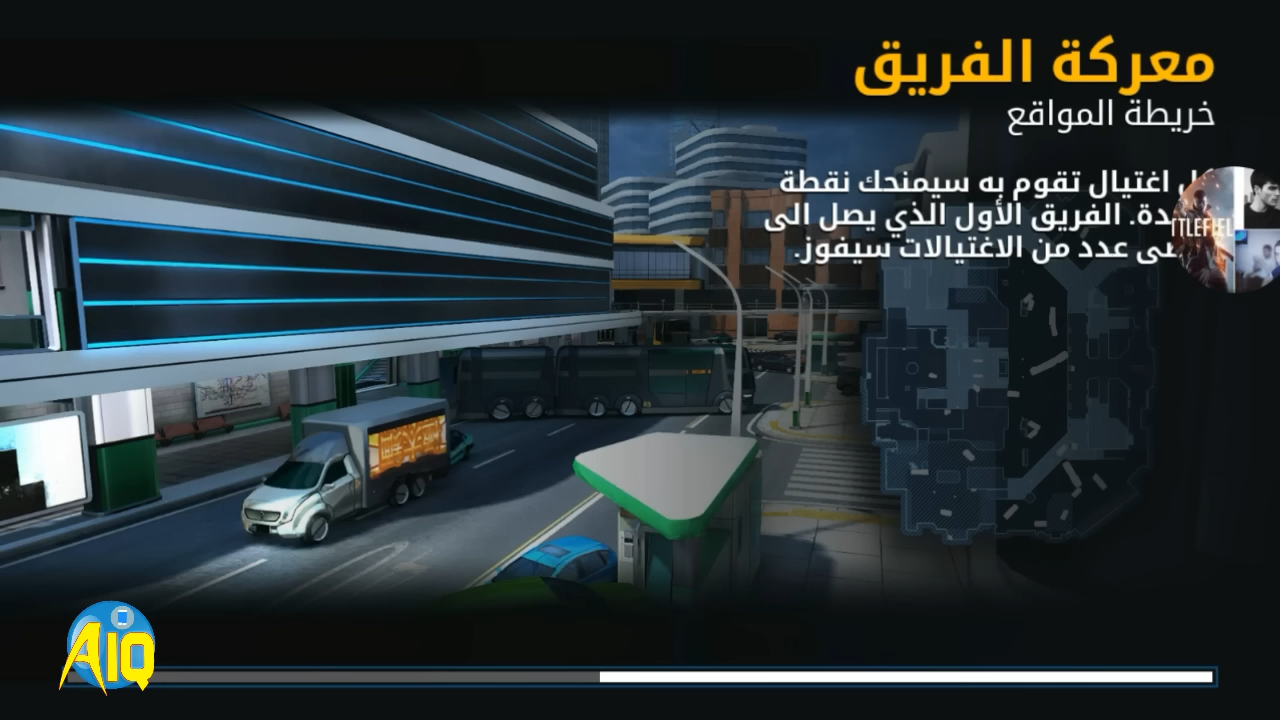 معركة الفريق
خريطة المواقع
اغتيال تقوم به سيمنحك نقطة
الفريق الأول الذي يصل الى
عدد من الاغتيالات سيفوز.
TTLEFIEL
AIQ